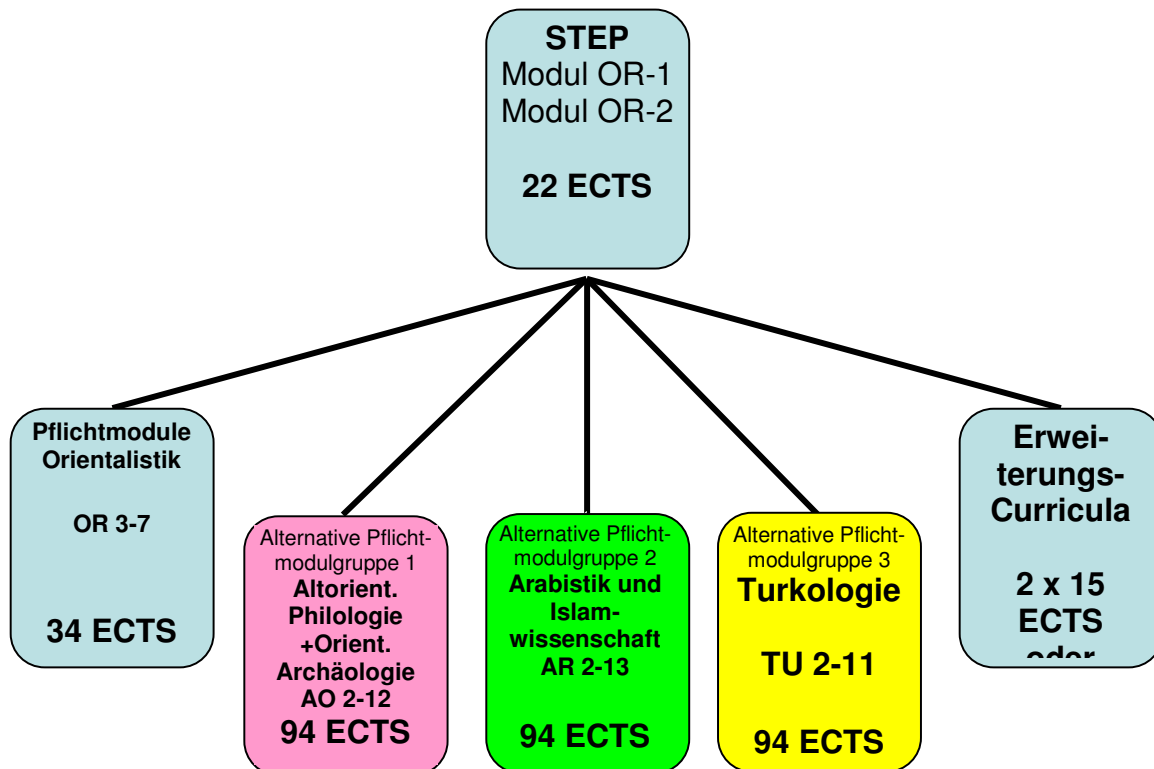 STEP
Modul OR-1
Modul OR-2
22 ECTS
Pflichtmodule
Orientalistik
OR 3-7
34 ECTS
Alternative Pflicht-
modulgruppe 1
Altorient.
Philologie
+Orient.
Archäologie
AO 2-12
94 ECTS
Alternative Pflicht-
modulgruppe 2
Arabistik und
Islam-
wissenschaft
AR 2-13
94 ECTS
Alternative Pflicht-
modulgruppe 3
Turkologie
TU 2-11
94 ECTS
Erwei-
terungs-
Curricula
2 x 15
ECTS
oder